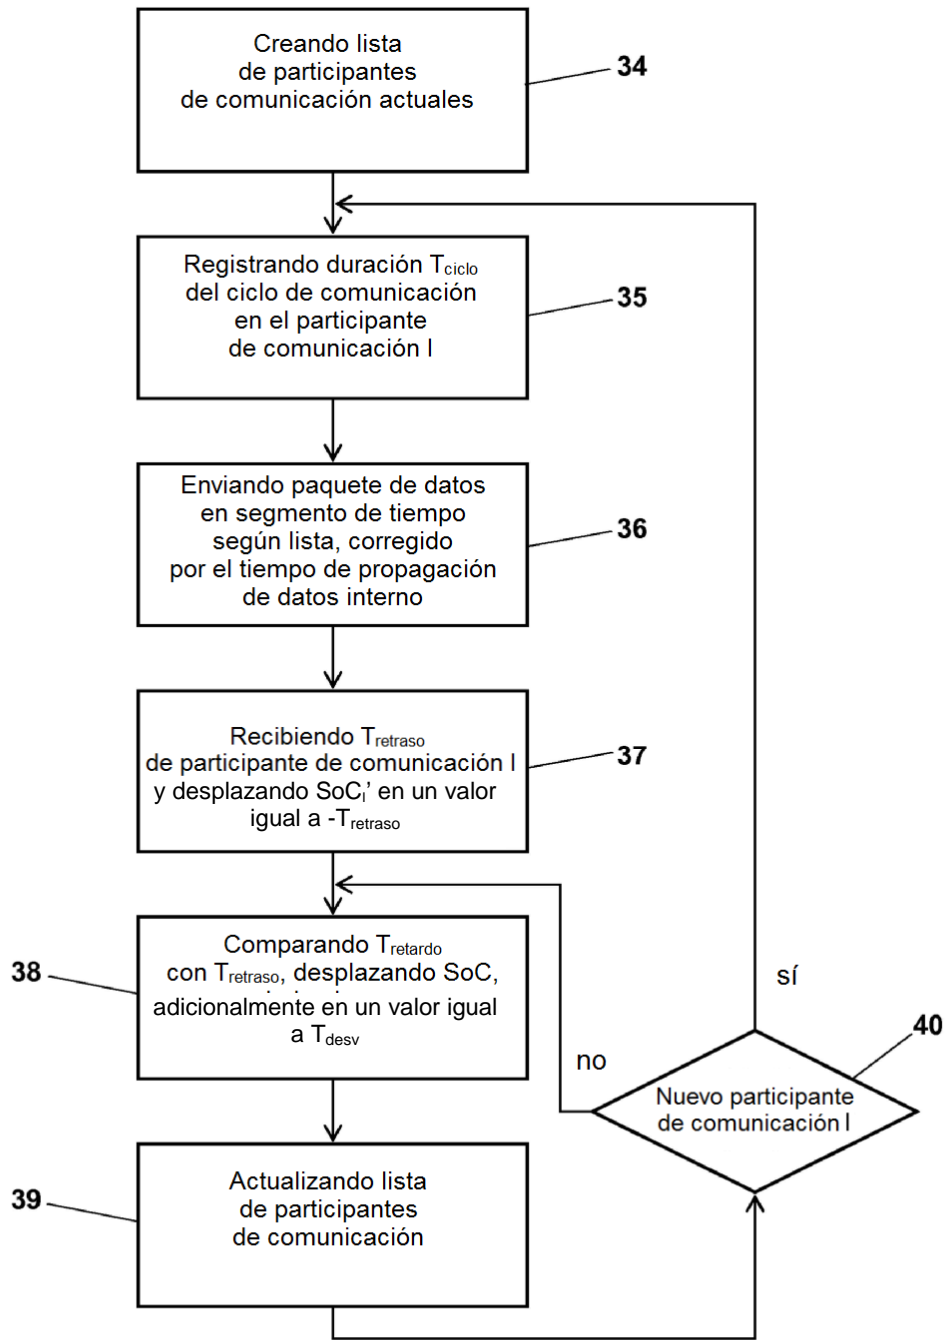 Creando lista
de participantes
de comunicación actuales
34
Registrando duración Tciclo
del ciclo de comunicación
en el participante
de comunicación I
35
Enviando paquete de datos
en segmento de tiempo
según lista, corregido
por el tiempo de propagación
de datos interno
36
Recibiendo Tretraso
de participante de comunicación I
y desplazando SoCI’ en un valor
igual a -Tretraso
37
Comparando Tretardo
con Tretraso, desplazando SoC,
adicionalmente en un valor igual
a Tdesv
38
sí
no
40
Nuevo participante
de comunicación I
Actualizando lista
de participantes
de comunicación
39